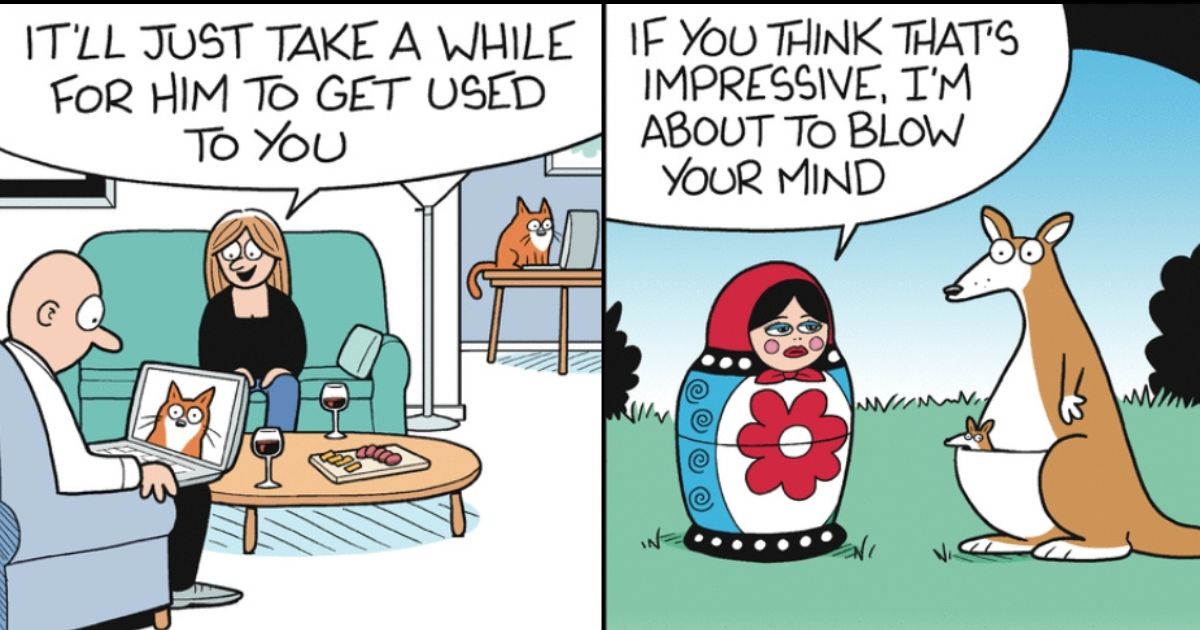 IT'LL JUST TAKE A WHILE
FOR HIM TO GET USED
TO YOU
IF YOU THINK THAT'S
IMPRESSIVE, I'M
ABOUT TO BLOW
YOUR MIND